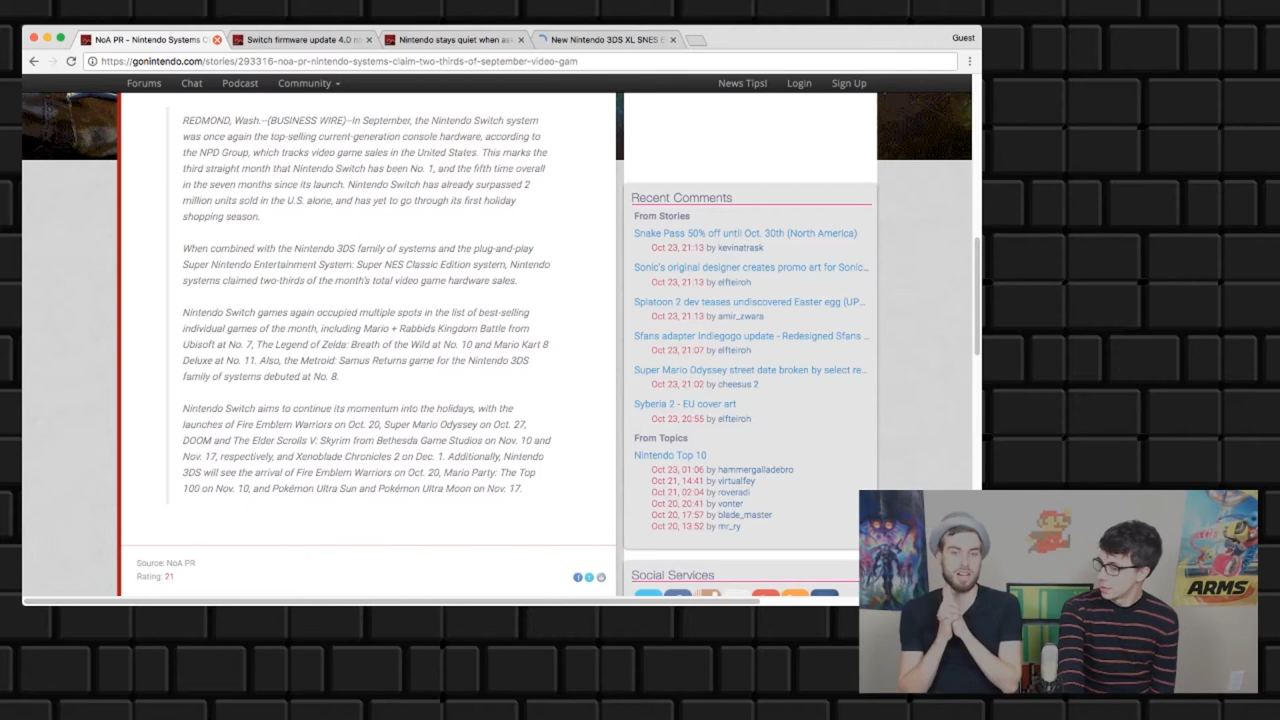 NoA PR - Nintendo Systems C
Switch firmware update 4.0 n
Nintendo stays quiet when as
New Nintendo 3DS XL SNES E
Guest
https://gonintendo.com/stories/293316-noa-pr-nintendo-systems-claim-two-thirds-of-september-video-gam
Forums Chat Podcast Community News Tips! Login Sign Up
REDMOND, Wash.--(BUSINESS WIRE)--In September, the Nintendo Switch system
was once again the top-selling current-generation console hardware, according to
the NPD Group, which tracks video game sales in the United States. This marks the
third straight month that Nintendo Switch has been No. 1, and the fifth time overall
in the seven months since its launch. Nintendo Switch has already surpassed 2
million units sold in the U.S. alone, and has yet to go through its first holiday
shopping season.
When combined with the Nintendo 3DS family of systems and the plug-and-play
Super Nintendo Entertainment System: Super NES Classic Edition system, Nintendo
systems claimed two-thirds of the month's total video game hardware sales.
Nintendo Switch games again occupied multiple spots in the list of best-selling
individual games of the month, including Mario + Rabbids Kingdom Battle from
Ubisoft at No. 7, The Legend of Zelda: Breath of the Wild at No. 10 and Mario Kart 8
Deluxe at No. 11. Also, the Metroid: Samus Returns game for the Nintendo 3DS
family of systems debuted at No. 8.
Nintendo Switch aims to continue its momentum into the holidays, with the
launches of Fire Emblem Warriors on Oct. 20, Super Mario Odyssey on Oct. 27,
DOOM and The Elder Scrolls V: Skyrim from Bethesda Game Studios on Nov. 10 and
Nov. 17, respectively, and Xenoblade Chronicles 2 on Dec. 1. Additionally, Nintendo
3DS will see the arrival of Fire Emblem Warriors on Oct. 20, Mario Party: The Top
100 on Nov. 10, and Pokémon Ultra Sun and Pokémon Ultra Moon on Nov. 17.
Source: NoA PR
Rating: 21
Recent Comments
From Stories
Snake Pass 50% off until Oct. 30th (North America)
Oct 23, 21:13 by kevinatrask
Sonic's original designer creates promo art for Sonic...
Oct 23, 21:13 by elfteiroh
Splatoon 2 dev teases undiscovered Easter egg (UP...
Oct 23, 21:13 by amir_zwara
Sfans adapter Indiegogo update - Redesigned Sfans ...
Oct 23, 21:07 by elfteiroh
Super Mario Odyssey street date broken by select re...
Oct 23, 21:02 by cheesus 2
Syberia 2 - EU cover art
Oct 23, 20:55 by elfteiroh
From Topics
Nintendo Top 10
Oct 23, 01:06 by hammergalladebro
Oct 21, 14:41 by virtualfey
Oct 21, 02:04 by roveradi
Oct 20, 20:41 by vonter
Oct 20, 17:57 by blade_master
Oct 20, 13:52 by mr_ry
Social Services
ARMS